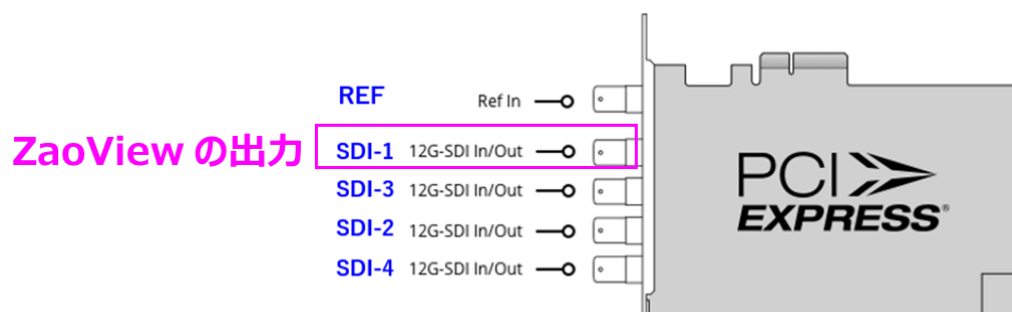 REF Ref In
ZaoView の出力 SDI-1 12G-SDI In/Out
SDI-3 12G-SDI In/Out
SDI-2 12G-SDI In/Out
SDI-4 12G-SDI In/Out
PCI
EXPRESS®